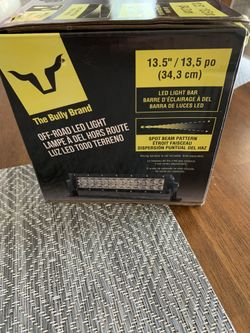 The Bully Brand
OFF-ROAD LED LIGHT
LAMPE À DEL HORS ROUTE
LUZ LED TODO TERRENO
13.5" / 13,5 po
(34,3 cm)
LED LIGHT BAR
BARRE D'ÉCLAIRAGE À DEL
BARRA DE LUCES LED
SPOT BEAM PATTERN
ÉTROIT FAISCEAU
DISPERSIÓN PUNTUAL DEL HAZ